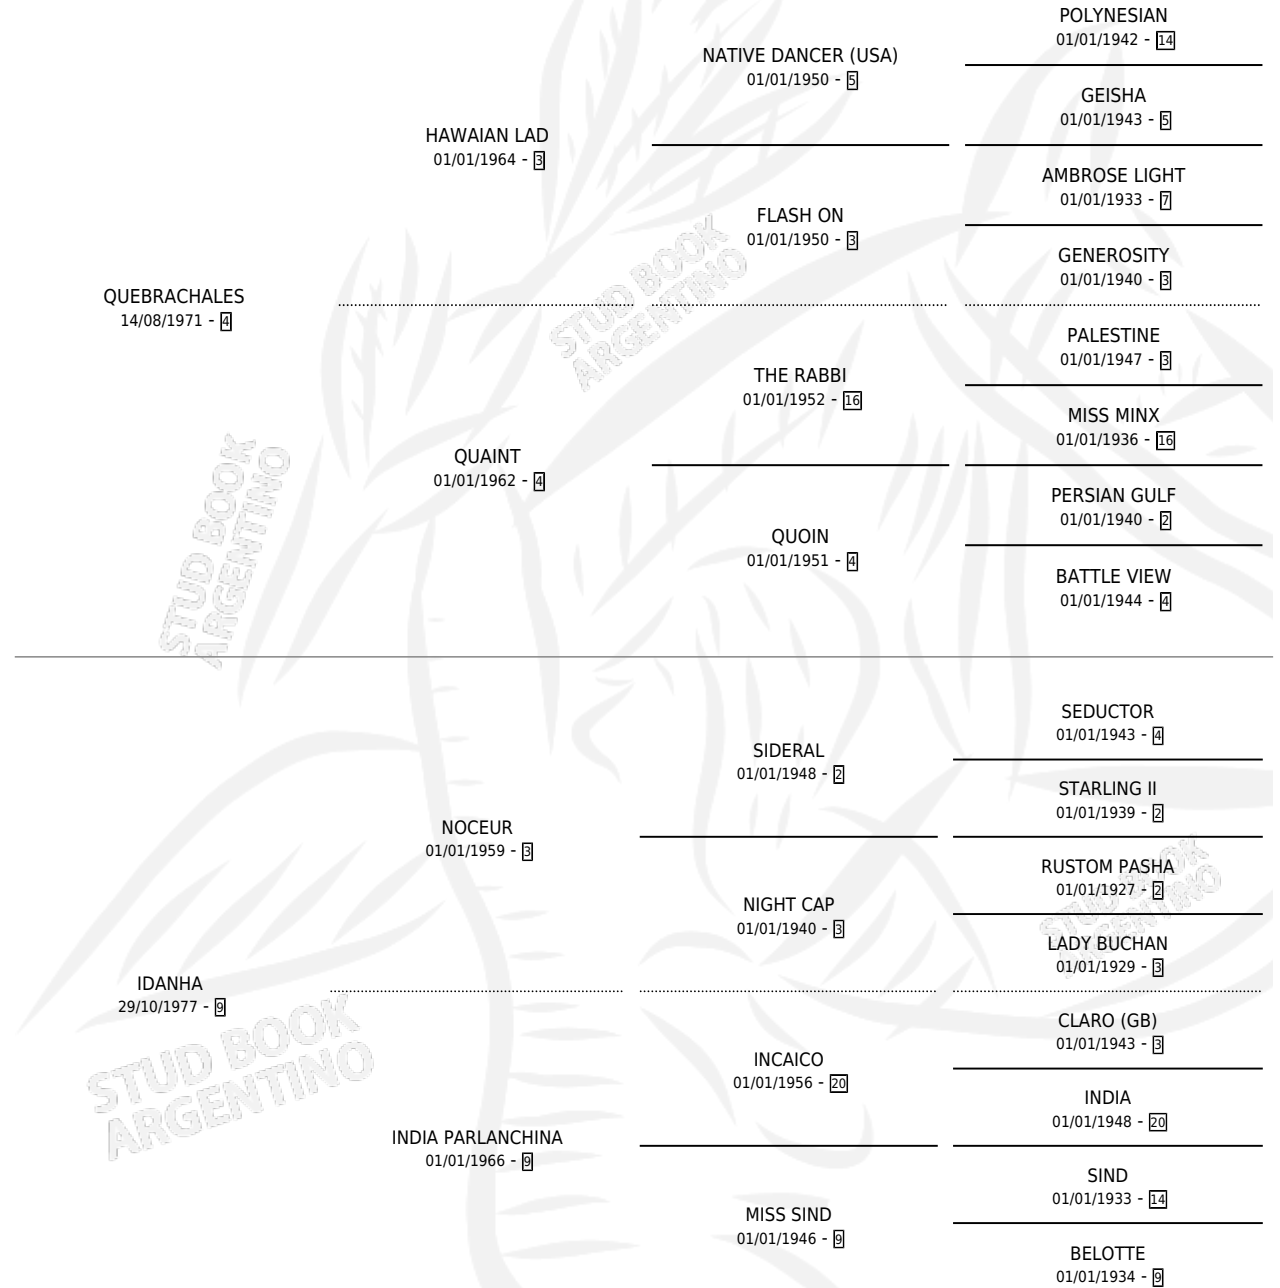 POLYNESIAN
01/01/1942 - 14
NATIVE DANCER (USA)
01/01/1950 - 5
GEISHA
01/01/1943 - 5
HAWAIAN LAD
01/01/1964 - 3
AMBROSE LIGHT
01/01/1933 - 7
FLASH ON
01/01/1950 - 3
GENEROSITY
01/01/1940 - 3
QUEBRACHALES
14/08/1971 - 4
STUD BOOK
ARGENTINO
PALESTINE
01/01/1947 - 3
THE RABBI
01/01/1952 - 16
MISS MINX
01/01/1936 - 16
QUAINT
01/01/1962 - 4
PERSIAN GULF
01/01/1940 - 2
QUOIN
01/01/1951 - 4
BATTLE VIEW
01/01/1944 - 4
STUD BOOK
ARGENTINO
SEDUCTOR
01/01/1943 - 4
SIDERAL
01/01/1948 - 2
STARLING II
01/01/1939 - 2
NOCEUR
01/01/1959 - 3
RUSTOM PASHA
01/01/1927 - 2
STUD BOOK
ARGENTINO
NIGHT CAP
01/01/1940 - 3
LADY BUCHAN
01/01/1929 - 3
IDANHA
29/10/1977 - 9
STUD BOOK
ARGENTINO
CLARO (GB)
01/01/1943 - 3
INCAICO
01/01/1956 - 20
INDIA
01/01/1948 - 20
INDIA PARLANCHINA
01/01/1966 - 9
SIND
01/01/1933 - 14
MISS SIND
01/01/1946 - 9
BELOTTE
01/01/1934 - 9